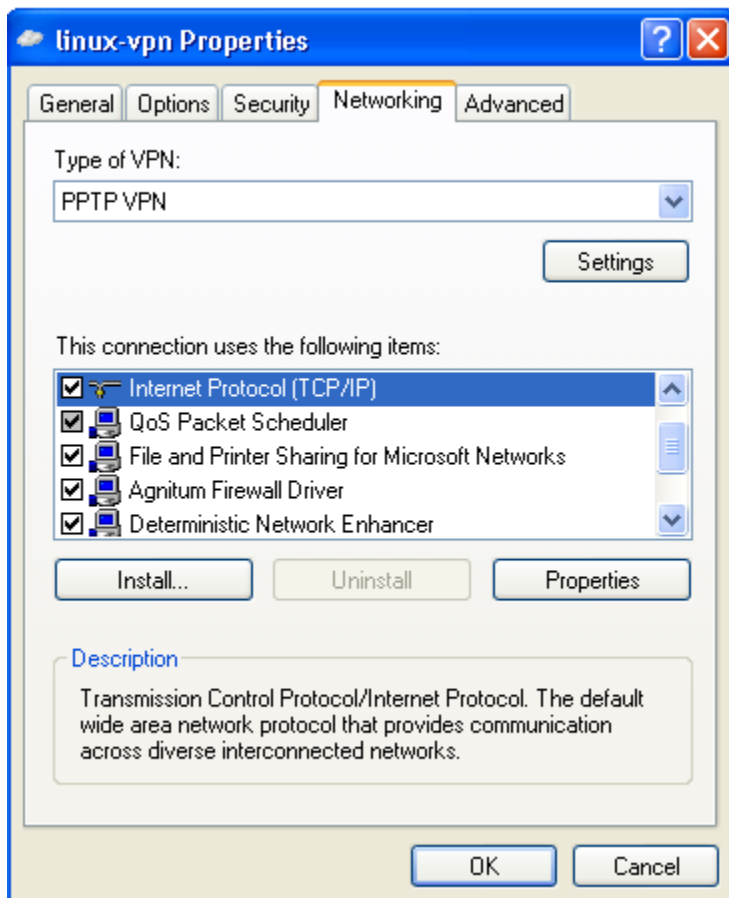 linux-vpn Properties
General Options Security Networking Advanced
Type of VPN:
PPTP VPN
Settings
This connection uses the following items:
Internet Protocol (TCP/IP)
QoS Packet Scheduler
File and Printer Sharing for Microsoft Networks
Agnitum Firewall Driver
Deterministic Network Enhancer
Install... Uninstall Properties
Description
Transmission Control Protocol/Internet Protocol. The default
wide area network protocol that provides communication
across diverse interconnected networks.
OK Cancel